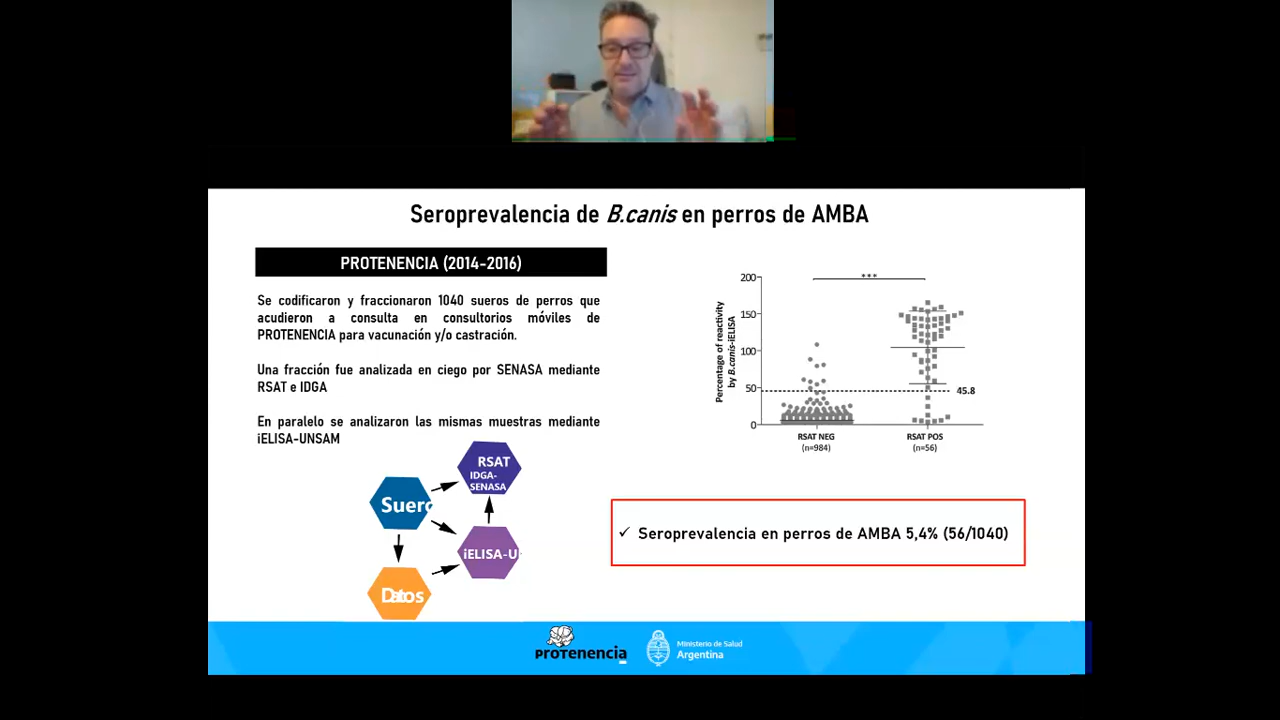 Seroprevalencia de B.canis en perros de AMBA
PROTENENCIA (2014-2016)
Se codificaron y fraccionaron 1040 sueros de perros que
acudieron a consulta en consultorios móviles de
PROTENENCIA para vacunación y/o castración.
Una fracción fue analizada en ciego por SENASA mediante
RSAT e IDGA
En paralelo se analizaron las mismas muestras mediante
iELISA-UNSAM
RSAT
IDGA-
SENASA
Suero
iELISA-U
Datos
Percentage of reactivity
by B.canis-iELISA
200
150
100
50
0
***
45.8
RSAT NEG
(n=984)
RSAT POS
(n=56)
✓ Seroprevalencia en perros de AMBA 5,4% (56/1040)
PROTenencia
Ministerio de Salud
Argentina